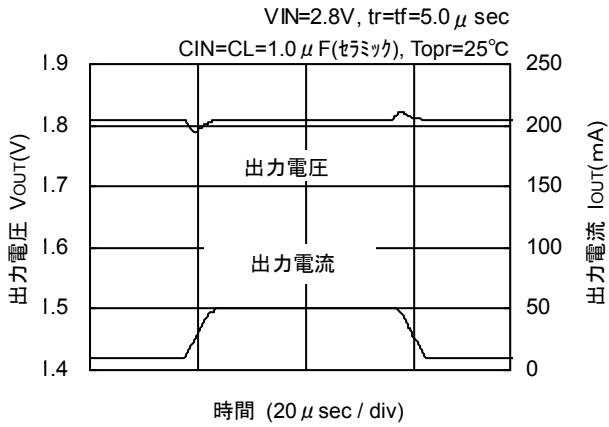 VIN=2.8V, tr=tf=5.0μsec
CIN=CL=1.0μF(ｾﾗﾐｯｸ), Topr=25℃
出力電圧 VOUT(V)
1.9
1.8
1.7
1.6
1.5
1.4
出力電圧
出力電流
250
200
150
100
50
0
出力電流 IOUT(mA)
時間 (20μsec / div)